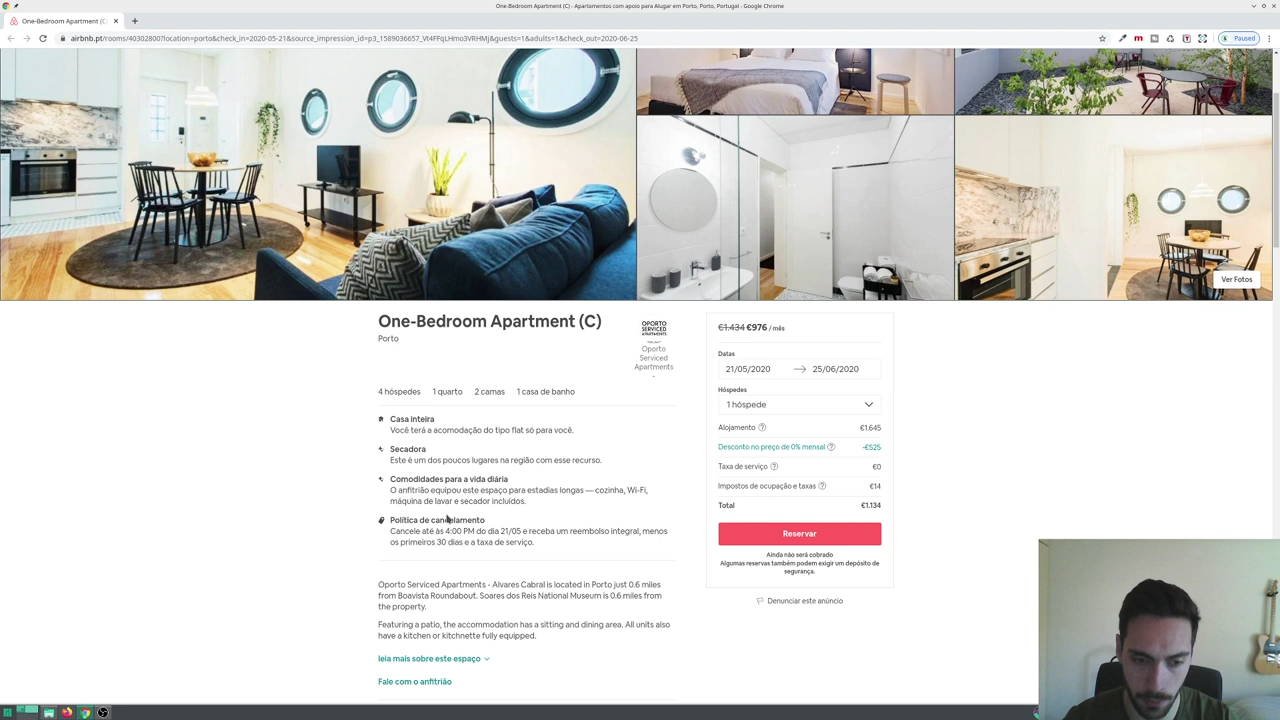 One-Bedroom Apartment (C) - Apartamentos com apoio para Alugar em Porto, Porto, Portugal - Google Chrome
One-Bedroom Apartment (C)
airbnb.pt/rooms/40302800?location=porto&check_in=2020-05-21&source_impression_id=p3_1589036657_Vt4FFqLHmo3VRHMj&guests=1&adults=1&check_out=2020-06-25
Paused
Ver Fotos
One-Bedroom Apartment (C)
Porto
OPORTO
SERVICED
APARTMENTS
Oporto
Serviced
Apartments
-
4 hóspedes 1 quarto 2 camas 1 casa de banho
Casa inteira
Você terá a acomodação do tipo flat só para você.
Secadora
Este é um dos poucos lugares na região com esse recurso.
Comodidades para a vida diária
O anfitrião equipou este espaço para estadias longas — cozinha, Wi-Fi,
máquina de lavar e secador incluídos.
Política de cancelamento
Cancele até às 4:00 PM do dia 21/05 e receba um reembolso integral, menos
os primeiros 30 dias e a taxa de serviço.
Oporto Serviced Apartments - Alvares Cabral is located in Porto just 0.6 miles
from Boavista Roundabout. Soares dos Reis National Museum is 0.6 miles from
the property.
Featuring a patio, the accommodation has a sitting and dining area. All units also
have a kitchen or kitchnette fully equipped.
leia mais sobre este espaço
Fale com o anfitrião
€1.434 €976 / mês
Datas
21/05/2020 25/06/2020
Hóspedes
1 hóspede
Alojamento €1.645
Desconto no preço de 0% mensal -€525
Taxa de serviço €0
Impostos de ocupação e taxas €14
Total €1.134
Reservar
Ainda não será cobrado
Algumas reservas também podem exigir um depósito de
segurança.
Denunciar este anúncio